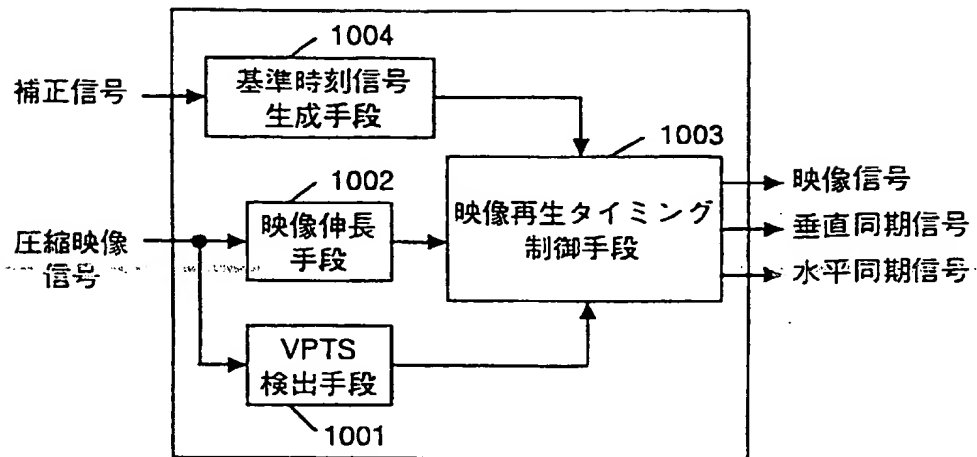 1004
補正信号
基準時刻信号
生成手段
1003
1002
映像信号
圧縮映像
信号
映像伸長
手段
映像再生タイミング
制御手段
垂直同期信号
水平同期信号
VPTS
検出手段
1001